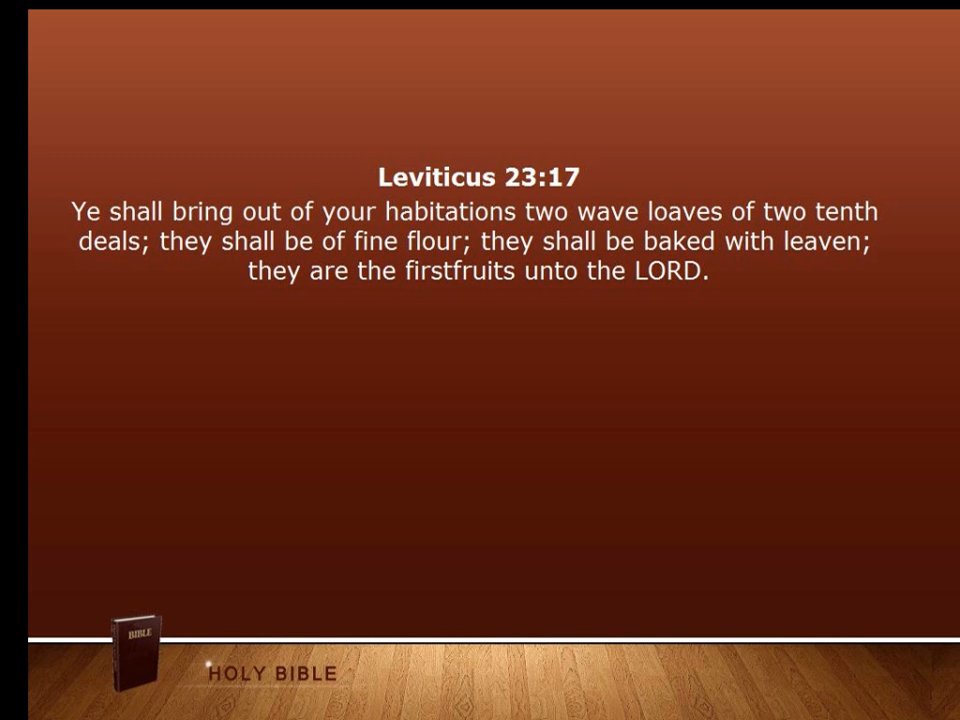 Leviticus 23:17
Ye shall bring out of your habitations two wave loaves of two tenth
deals; they shall be of fine flour; they shall be baked with leaven;
they are the firstfruits unto the LORD.
BIBLE
HOLY BIBLE